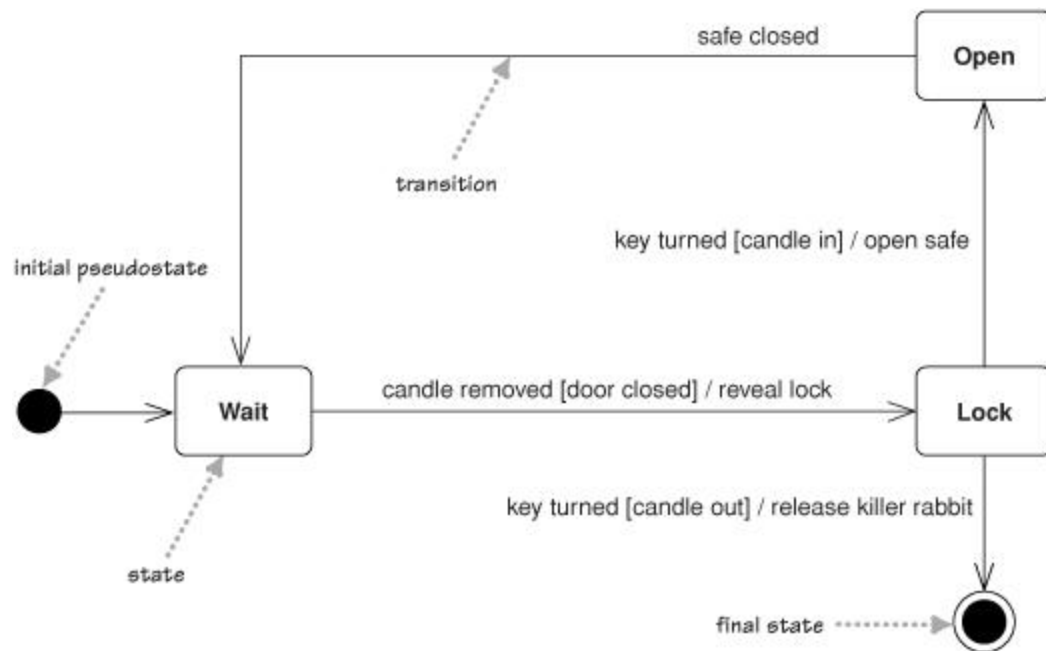 safe closed
Open
transition
key turned [candle in] / open safe
initial pseudostate
Wait
candle removed [door closed] / reveal lock
Lock
key turned [candle out] / release killer rabbit
state
final state